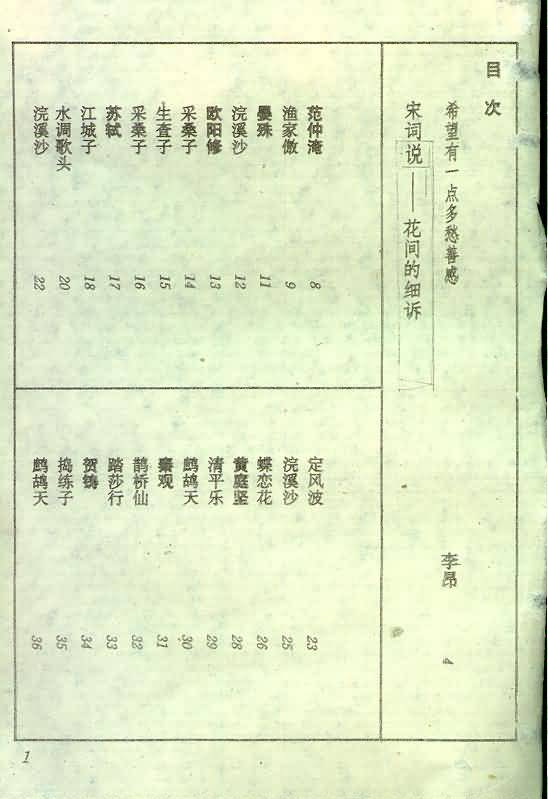 目次
希望有一点多愁善感 李昂 4
宋词说——花间的细诉
范仲淹 8
渔家傲 9
晏殊 11
浣溪沙 12
欧阳修 13
采桑子 14
生查子 15
采桑子 16
苏轼 17
江城子 18
水调歌头 20
浣溪沙 22
定风波 23
浣溪沙 25
蝶恋花 26
黄庭坚 28
清平乐 29
鹧鸪天 30
秦观 31
鹊桥仙 32
踏莎行 33
贺铸 34
捣练子 35
鹧鸪天 36
1